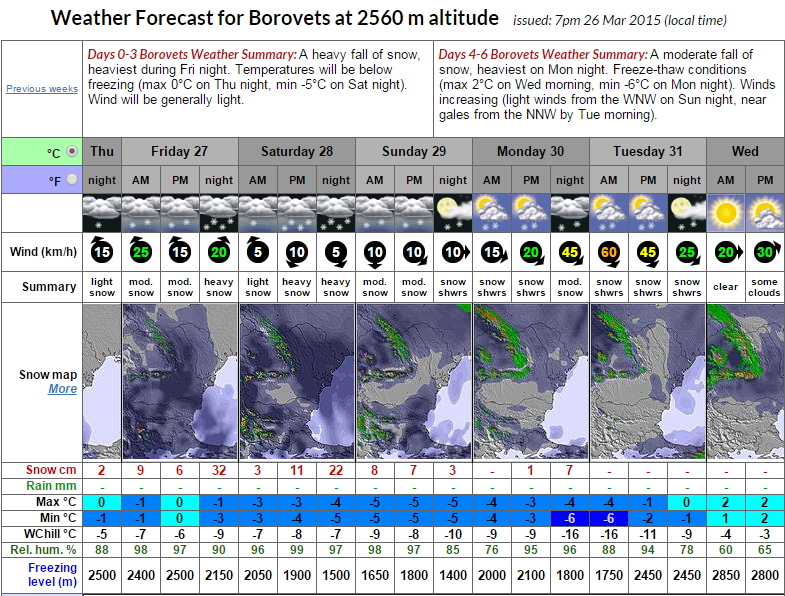 Weather Forecast for Borovets at 2560 m altitude issued: 7pm 26 Mar 2015 (local time)
Previous weeks
Days 0-3 Borovets Weather Summary: A heavy fall of snow,
heaviest during Fri night. Temperatures will be below
freezing (max 0°C on Thu night, min -5°C on Sat night).
Wind will be generally light.
Days 4-6 Borovets Weather Summary: A moderate fall of
snow, heaviest on Mon night. Freeze-thaw conditions
(max 2°C on Wed morning, min -6°C on Mon night). Winds
increasing (light winds from the WNW on Sun night, near
gales from the NNW by Tue morning).
°C Thu Friday 27 Saturday 28 Sunday 29 Monday 30 Tuesday 31 Wed
°F night AM PM night AM PM night AM PM night AM PM night AM PM night AM PM
Wind (km/h) 15 25 15 20 5 10 5 10 10 10 15 20 45 60 45 25 20 30
Summary light snow mod. snow mod. snow heavy snow light snow heavy snow heavy snow mod. snow mod. snow snow shwrs snow shwrs snow shwrs mod. snow snow shwrs snow shwrs snow shwrs clear some clouds
Snow map
More
Snow cm 2 9 6 32 3 11 22 8 7 3 - 1 7 - - - - -
Rain mm - - - - - - - - - - - - - - - - - -
Max °C 0 -1 0 -1 -3 -3 -4 -5 -5 -5 -4 -3 -4 -4 -1 0 2 2
Min °C -1 -1 0 -3 -3 -4 -5 -5 -5 -5 -4 -3 -6 -6 -2 -1 1 2
WChill °C -5 -7 -6 -9 -7 -8 -7 -9 -8 -10 -9 -9 -16 -16 -11 -9 -4 -3
Rel. hum. % 88 98 97 90 96 99 97 98 97 85 76 95 96 88 94 78 60 65
Freezing
level (m) 2500 2400 2500 2150 2050 1900 1500 1650 1800 1400 2000 2100 1800 1750 2450 2450 2850 2800